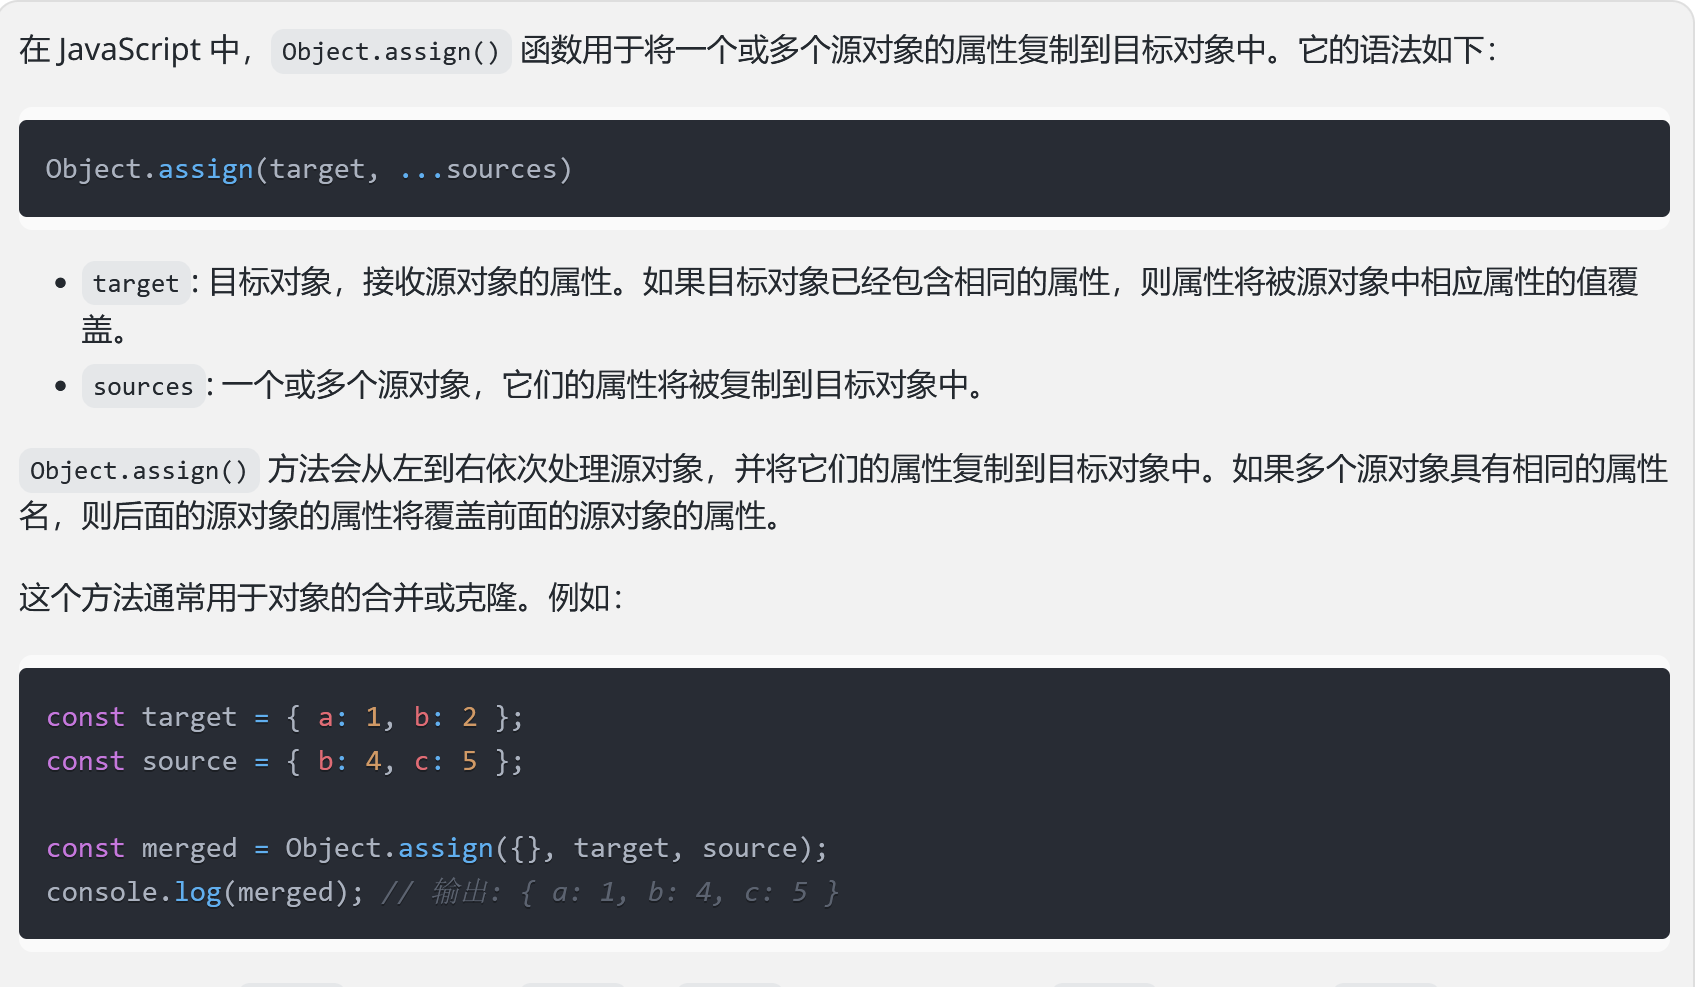 在 JavaScript 中，Object.assign() 函数用于将一个或多个源对象的属性复制到目标对象中。它的语法如下：
Object.assign(target, ...sources)
• target: 目标对象，接收源对象的属性。如果目标对象已经包含相同的属性，则属性将被源对象中相应属性的值覆
盖。
• sources: 一个或多个源对象，它们的属性将被复制到目标对象中。
Object.assign() 方法会从左到右依次处理源对象，并将它们的属性复制到目标对象中。如果多个源对象具有相同的属性
名，则后面的源对象的属性将覆盖前面的源对象的属性。
这个方法通常用于对象的合并或克隆。例如：
const target = { a: 1, b: 2 };
const source = { b: 4, c: 5 };
const merged = Object.assign({}, target, source);
console.log(merged); // 输出: { a: 1, b: 4, c: 5 }